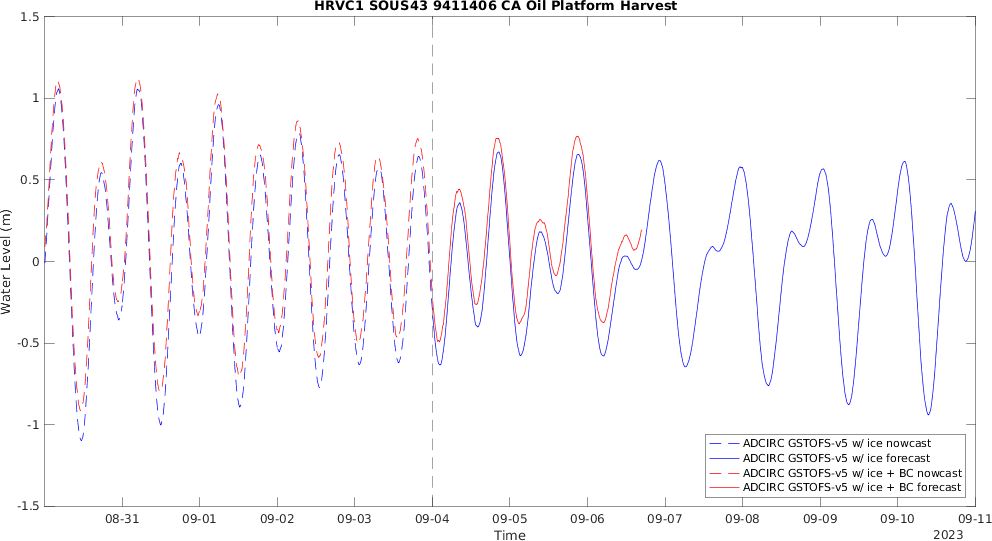 HRVC1 SOUS43 9411406 CA Oil Platform Harvest
1.5
1
0.5
0
-0.5
-1
-1.5
Water Level (m)
ADCIRC GSTOFS-v5 w/ ice nowcast
ADCIRC GSTOFS-v5 w/ ice forecast
ADCIRC GSTOFS-v5 w/ ice + BC nowcast
ADCIRC GSTOFS-v5 w/ ice + BC forecast
08-31 09-01 09-02 09-03 09-04 09-05 09-06 09-07 09-08 09-09 09-10 09-11
Time
2023